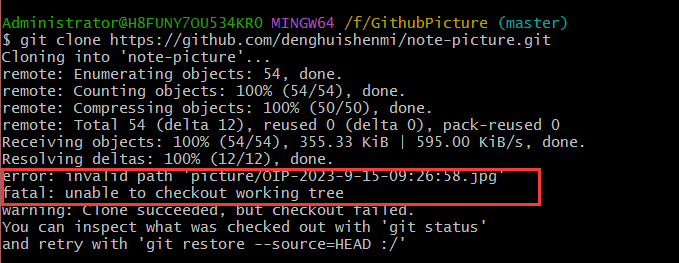 Administrator@H8FUNY7OU534KR0 MINGW64 /f/GithubPicture (master)
$ git clone https://github.com/denghuishenmi/note-picture.git
Cloning into 'note-picture'...
remote: Enumerating objects: 54, done.
remote: Counting objects: 100% (54/54), done.
remote: Compressing objects: 100% (50/50), done.
remote: Total 54 (delta 12), reused 0 (delta 0), pack-reused 0
Receiving objects: 100% (54/54), 355.33 KiB | 595.00 KiB/s, done.
Resolving deltas: 100% (12/12), done.
error: invalid path 'picture/OIP-2023-9-15-09:26:58.jpg'
fatal: unable to checkout working tree
warning: Clone succeeded, but checkout failed.
You can inspect what was checked out with 'git status'
and retry with 'git restore --source=HEAD :/'